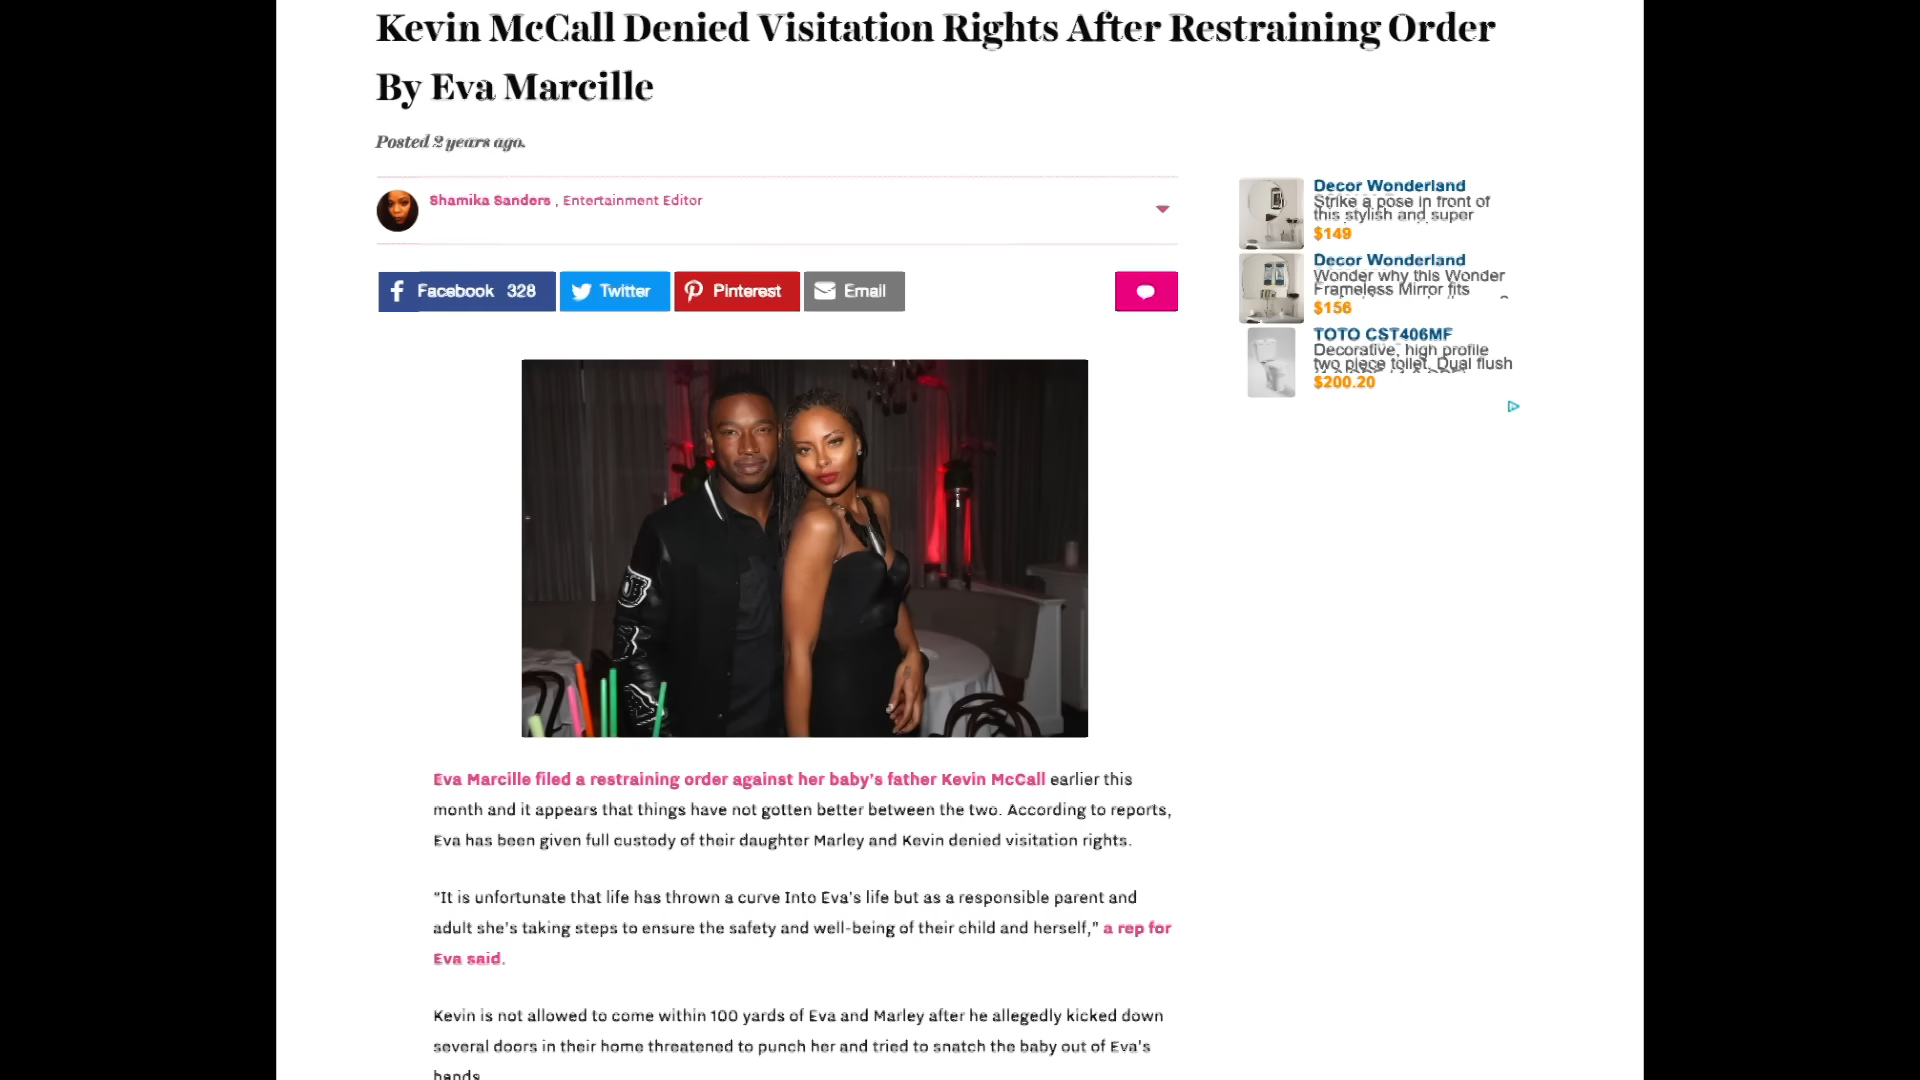 Kevin McCall Denied Visitation Rights After Restraining Order
By Eva Marcille
Posted 2 years ago.
Shamika Sanders , Entertainment Editor
Facebook 328
Twitter
Pinterest
Email
Decor Wonderland
Strike a pose in front of
this stylish and super
$149
Decor Wonderland
Wonder why this Wonder
Frameless Mirror fits
$156
TOTO CST406MF
Decorative, high profile
two piece toilet, Dual flush
$200.20
Eva Marcille filed a restraining order against her baby's father Kevin McCall earlier this
month and it appears that things have not gotten better between the two. According to reports,
Eva has been given full custody of their daughter Marley and Kevin denied visitation rights.
"It is unfortunate that life has thrown a curve Into Eva's life but as a responsible parent and
adult she's taking steps to ensure the safety and well-being of their child and herself," a rep for
Eva said.
Kevin is not allowed to come within 100 yards of Eva and Marley after he allegedly kicked down
several doors in their home threatened to punch her and tried to snatch the baby out of Eva's
hands